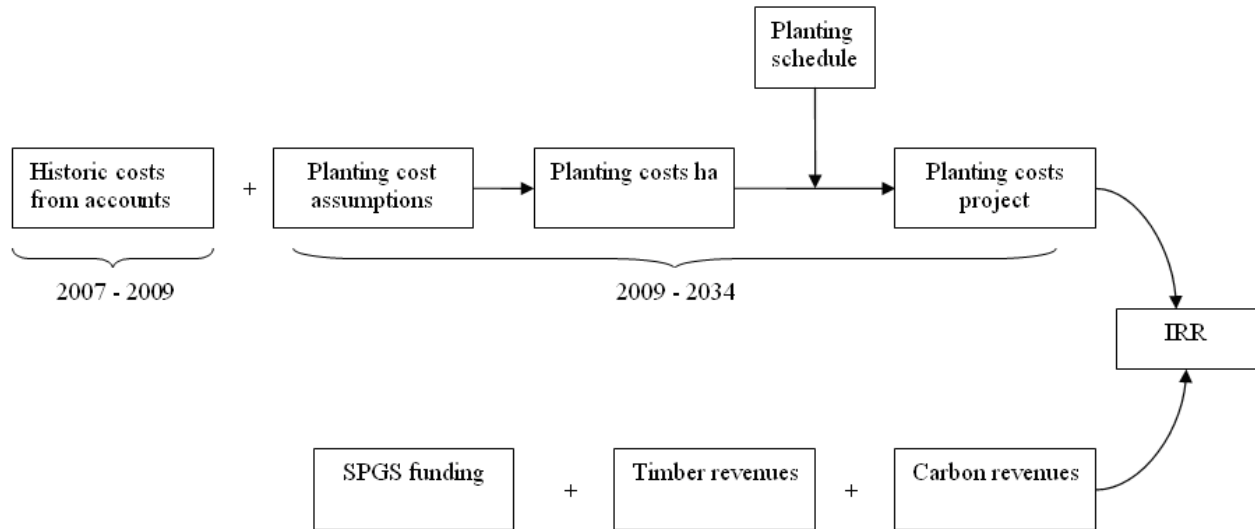 Planting
schedule
Historic costs
from accounts
+
Planting cost
assumptions
Planting costs ha
Planting costs
project
2007 - 2009
2009 - 2034
IRR
SPGS funding
+
Timber revenues
+
Carbon revenues